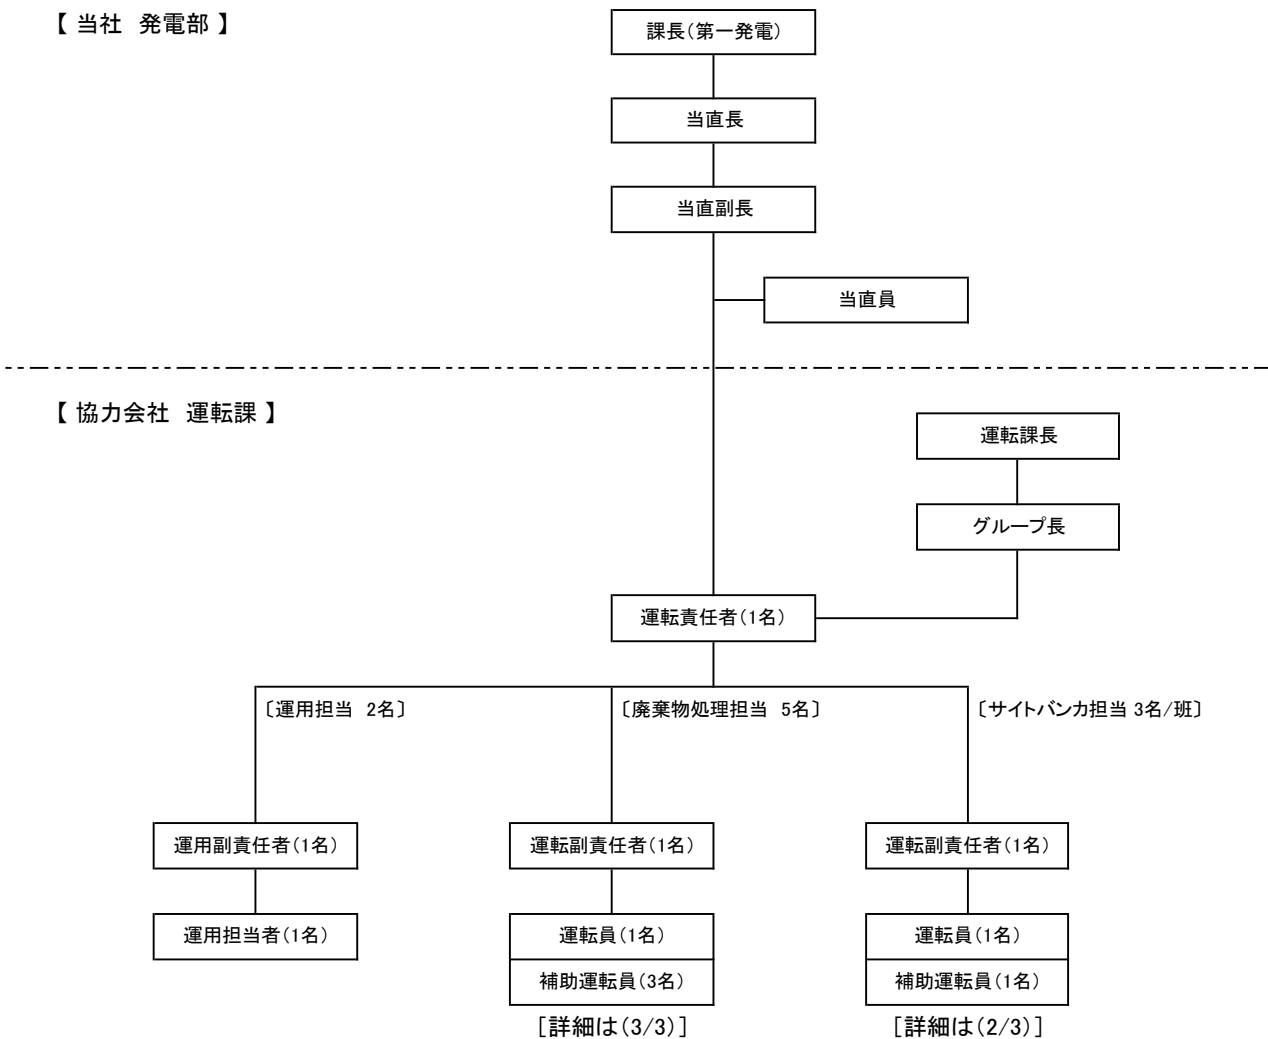 【 当社　発電部 】
課長（第一発電）
当直長
当直副長
当直員
【 協力会社　運転課 】
運転課長
グループ長
運転責任者（1名）
〔運用担当　2名〕
〔廃棄物処理担当　5名〕
〔サイトバンカ担当 3名/班〕
運用副責任者（1名）
運転副責任者（1名）
運転副責任者（1名）
運用担当者（1名）
運転員（1名）
運転員（1名）
補助運転員（3名）
補助運転員（1名）
［詳細は（3/3）］
［詳細は（2/3）］